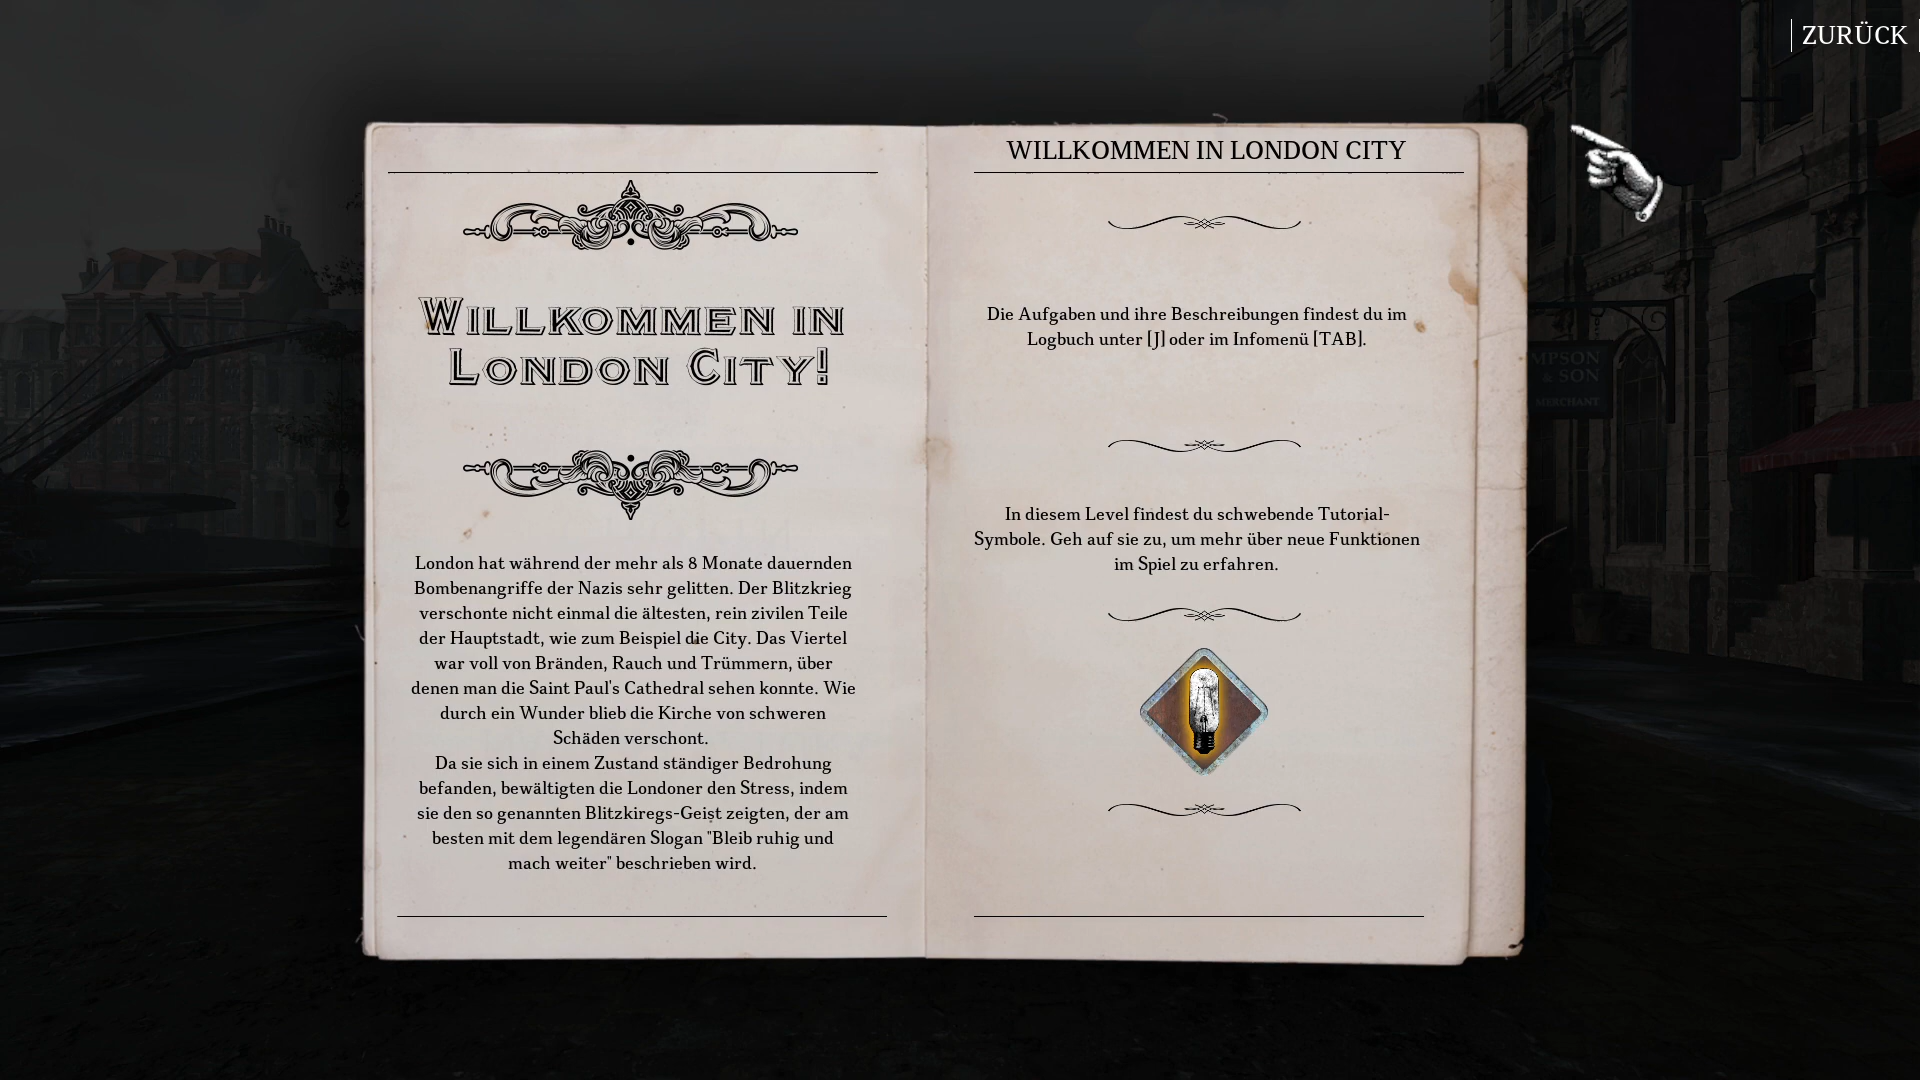 ZURÜCK
WILLKOMMEN IN
LONDON CITY!
London hat während der mehr als 8 Monate dauernden
Bombenangriffe der Nazis sehr gelitten. Der Blitzkrieg
verschonte nicht einmal die ältesten, rein zivilen Teile
der Hauptstadt, wie zum Beispiel die City. Das Viertel
war voll von Bränden, Rauch und Trümmern, über
denen man die Saint Paul's Cathedral sehen konnte. Wie
durch ein Wunder blieb die Kirche von schweren
Schäden verschont.
Da sie sich in einem Zustand ständiger Bedrohung
befanden, bewältigten die Londoner den Stress, indem
sie den so genannten Blitzkiregs-Geist zeigten, der am
besten mit dem legendären Slogan "Bleib ruhig und
mach weiter" beschrieben wird.
WILLKOMMEN IN LONDON CITY
Die Aufgaben und ihre Beschreibungen findest du im
Logbuch unter [J] oder im Infomenü [TAB].
In diesem Level findest du schwebende Tutorial-
Symbole. Geh auf sie zu, um mehr über neue Funktionen
im Spiel zu erfahren.
MPSON
& SON
MERCHANT